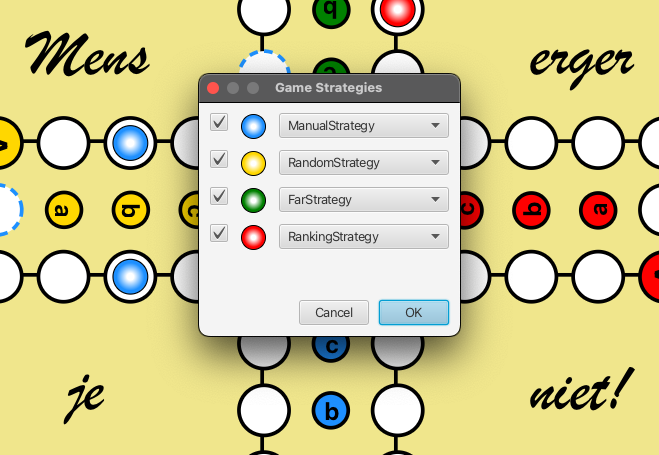 b
Mens
erger
Game Strategies
ManualStrategy
RandomStrategy
FarStrategy
RankingStrategy
a
b
c
c
b
a
Cancel
OK
c
je
niet!
b